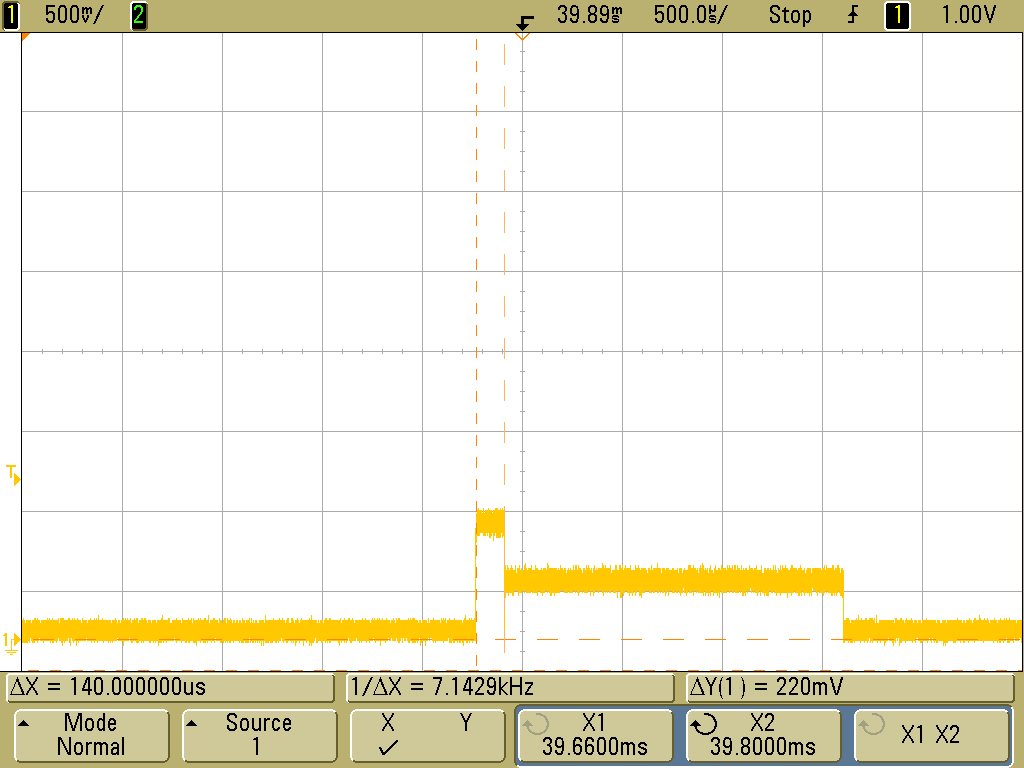 1 500mV/ 2 39.89ms 500.0us/ Stop 1 1.00V
T
1
ΔX = 140.000000us 1/ΔX = 7.1429kHz ΔY(1) = 220mV
Mode Source X Y X1 X2 X1 X2
Normal 1 39.6600ms 39.8000ms